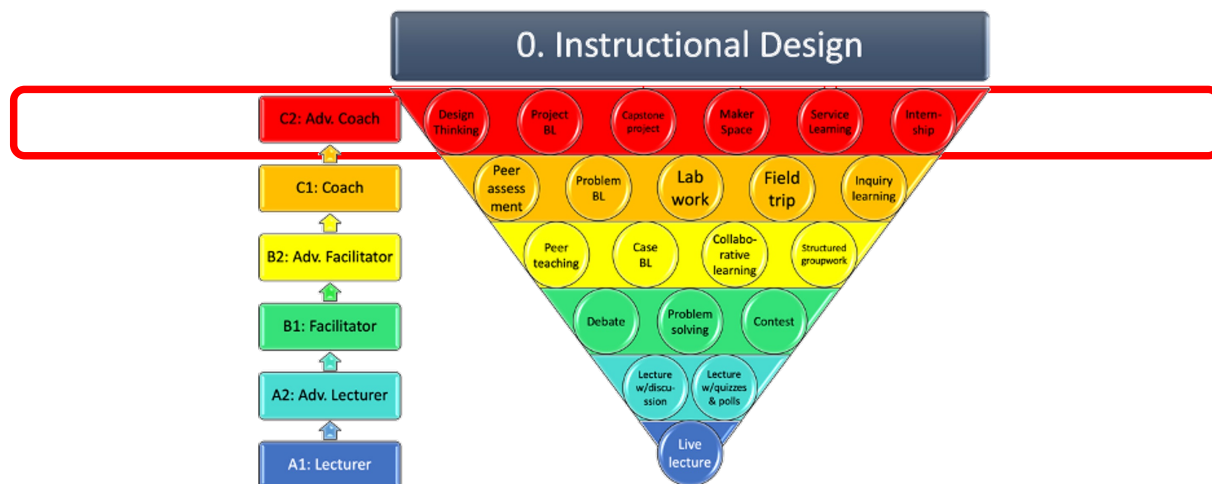 0. Instructional Design
C2: Adv. Coach
Design
Thinking
Project
BL
Capstone
project
Maker
Space
Service
Learning
Intern-
ship
C1: Coach
Peer
assess
ment
Problem
BL
Lab
work
Field
trip
Inquiry
learning
B2: Adv. Facilitator
Peer
teaching
Case
BL
Collabo-
rative
learning
Structured
groupwork
B1: Facilitator
Debate
Problem
solving
Contest
A2: Adv. Lecturer
Lecture
w/discu-
ssion
Lecture
w/quizzes
& polls
A1: Lecturer
Live
lecture